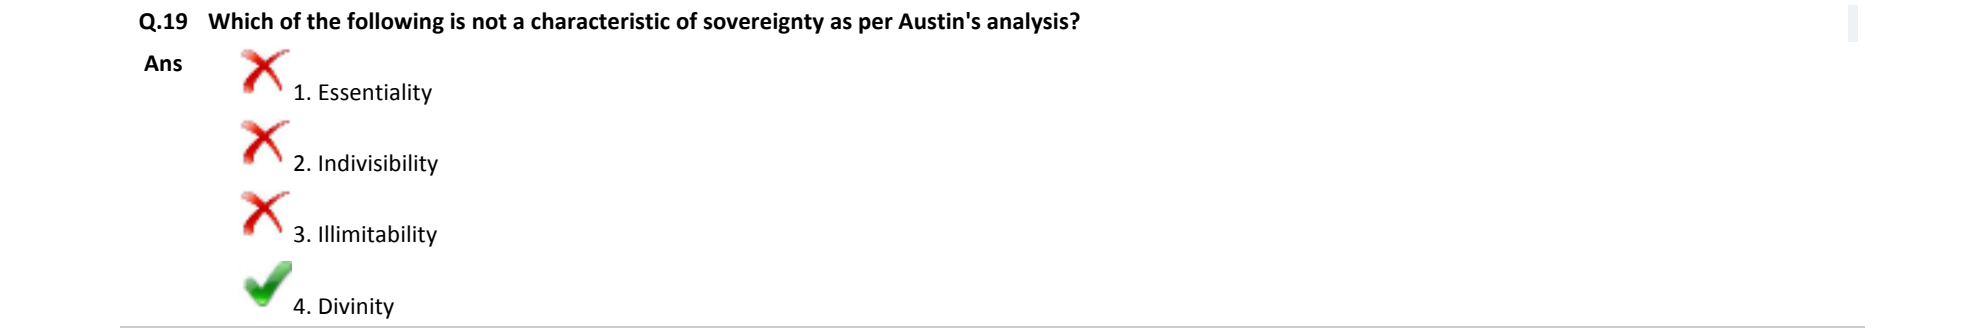 Q.19 Which of the following is not a characteristic of sovereignty as per Austin's analysis?
Ans
1. Essentiality
2. Indivisibility
3. Illimitability
4. Divinity